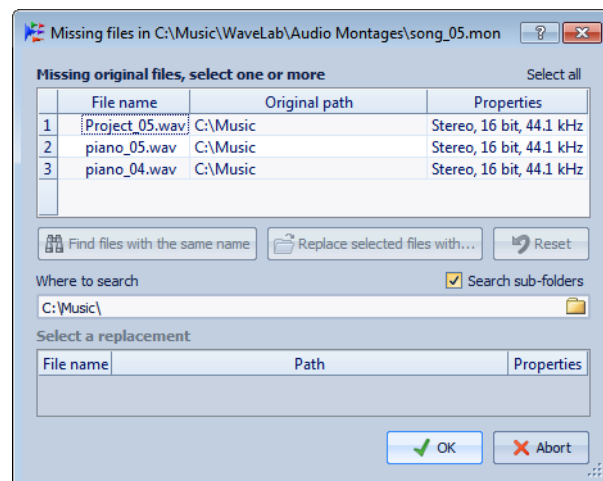 Missing files in C:\Music\WaveLab\Audio Montages\song_05.mon
Missing original files, select one or more Select all
File name Original path Properties
1 Project_05.wav C:\Music Stereo, 16 bit, 44.1 kHz
2 piano_05.wav C:\Music Stereo, 16 bit, 44.1 kHz
3 piano_04.wav C:\Music Stereo, 16 bit, 44.1 kHz
Find files with the same name Replace selected files with... Reset
Where to search Search sub-folders
C:\Music\
Select a replacement
File name Path Properties
OK Abort